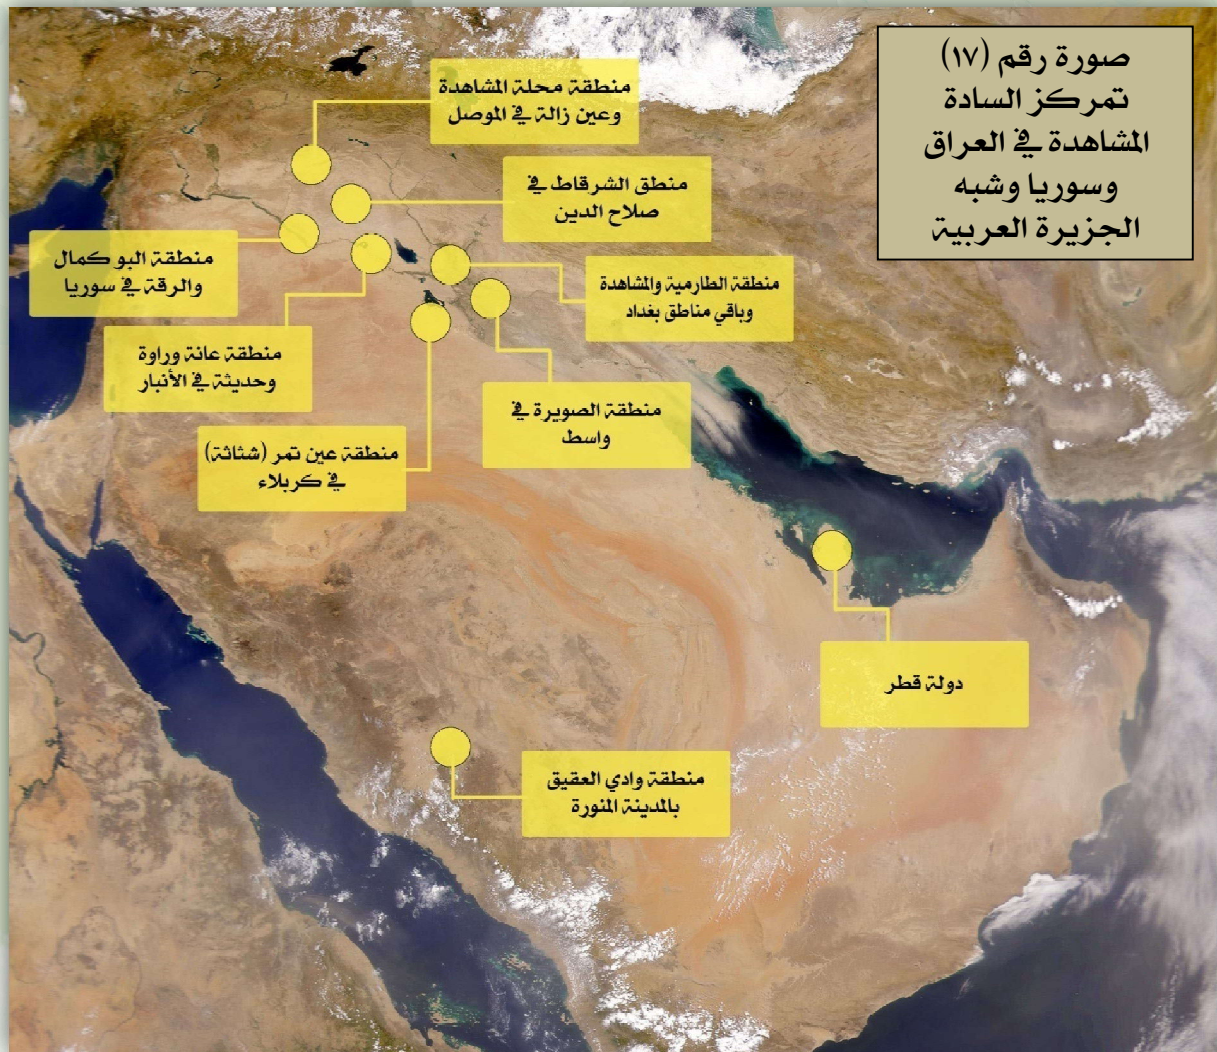 صورة رقم (١٧)
تمركز السادة
المشاهدة في العراق
وسوريا وشبه
الجزيرة العربية
منطقة محلة المشاهدة
وعين زالة في الموصل
منطق الشرقاط في
صلاح الدين
منطقة البو كمال
والرقة في سوريا
منطقة الطارمية والمشاهدة
وباقي مناطق بغداد
منطقة عانة وراوة
وحديثة في الأنبار
منطقة الصويرة في
واسط
منطقة عين تمر (شثاثة)
في كربلاء
دولة قطر
منطقة وادي العقيق
بالمدينة المنورة